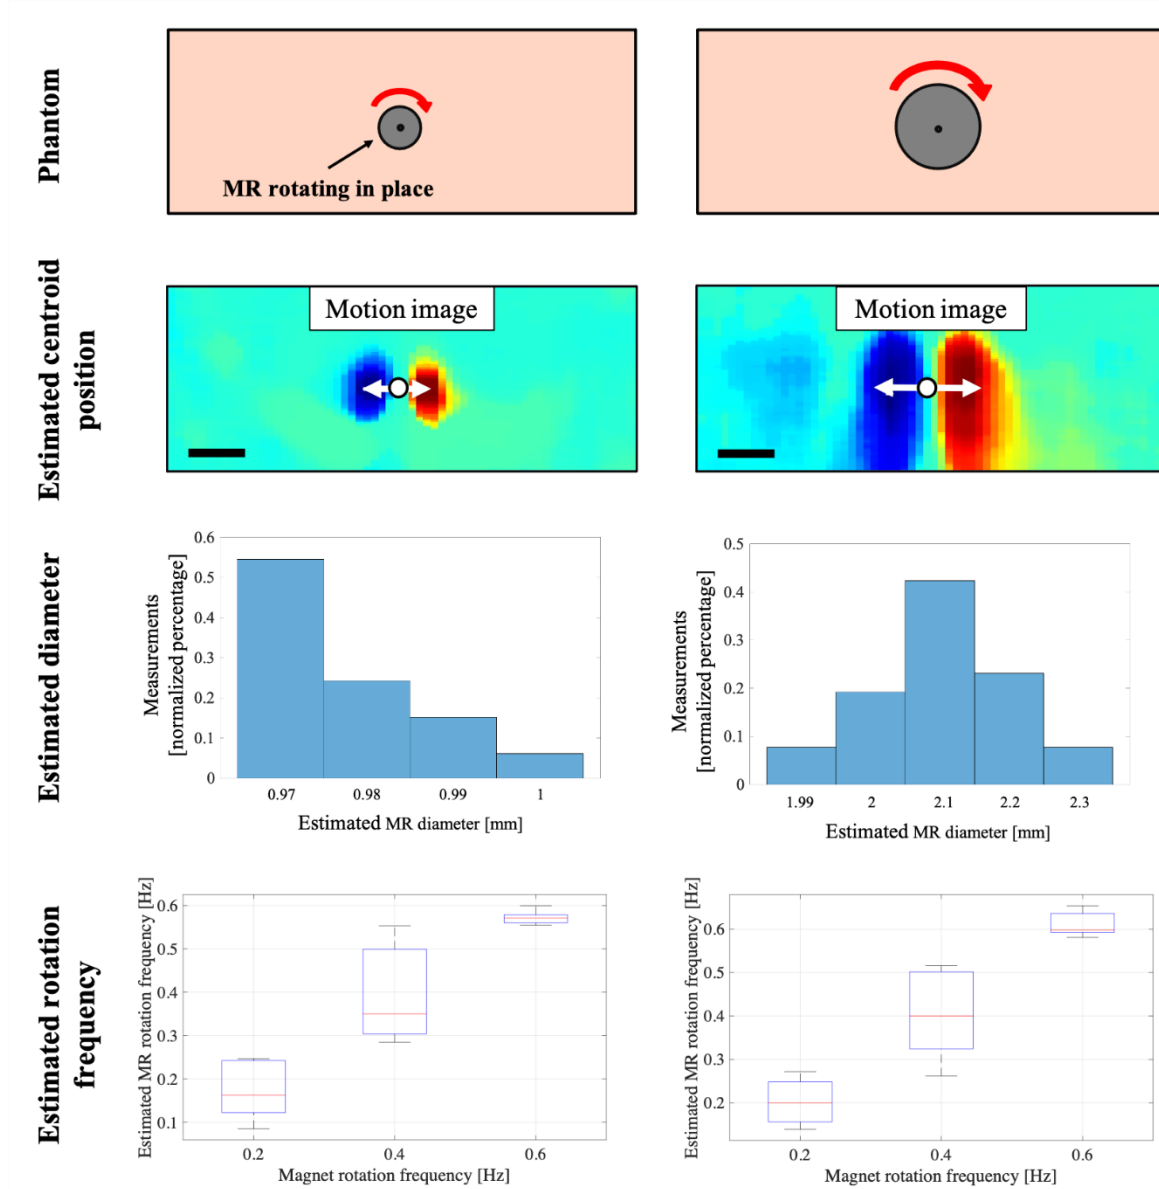 Phantom
MR rotating in place
Estimated centroid
position
Motion image
Motion image
Estimated diameter
Measurements
[normalized percentage]
0.6
0.5
0.4
0.3
0.2
0.1
0
0.97 0.98 0.99 1
Estimated MR diameter [mm]
Measurements
[normalized percentage]
0.5
0.4
0.3
0.2
0.1
0
1.99 2 2.1 2.2 2.3
Estimated MR diameter [mm]
Estimated rotation
frequency
Estimated MR rotation frequency [Hz]
0.6
0.5
0.4
0.3
0.2
0.1
0.2 0.4 0.6
Magnet rotation frequency [Hz]
Estimated MR rotation frequency [Hz]
0.6
0.5
0.4
0.3
0.2
0.2 0.4 0.6
Magnet rotation frequency [Hz]